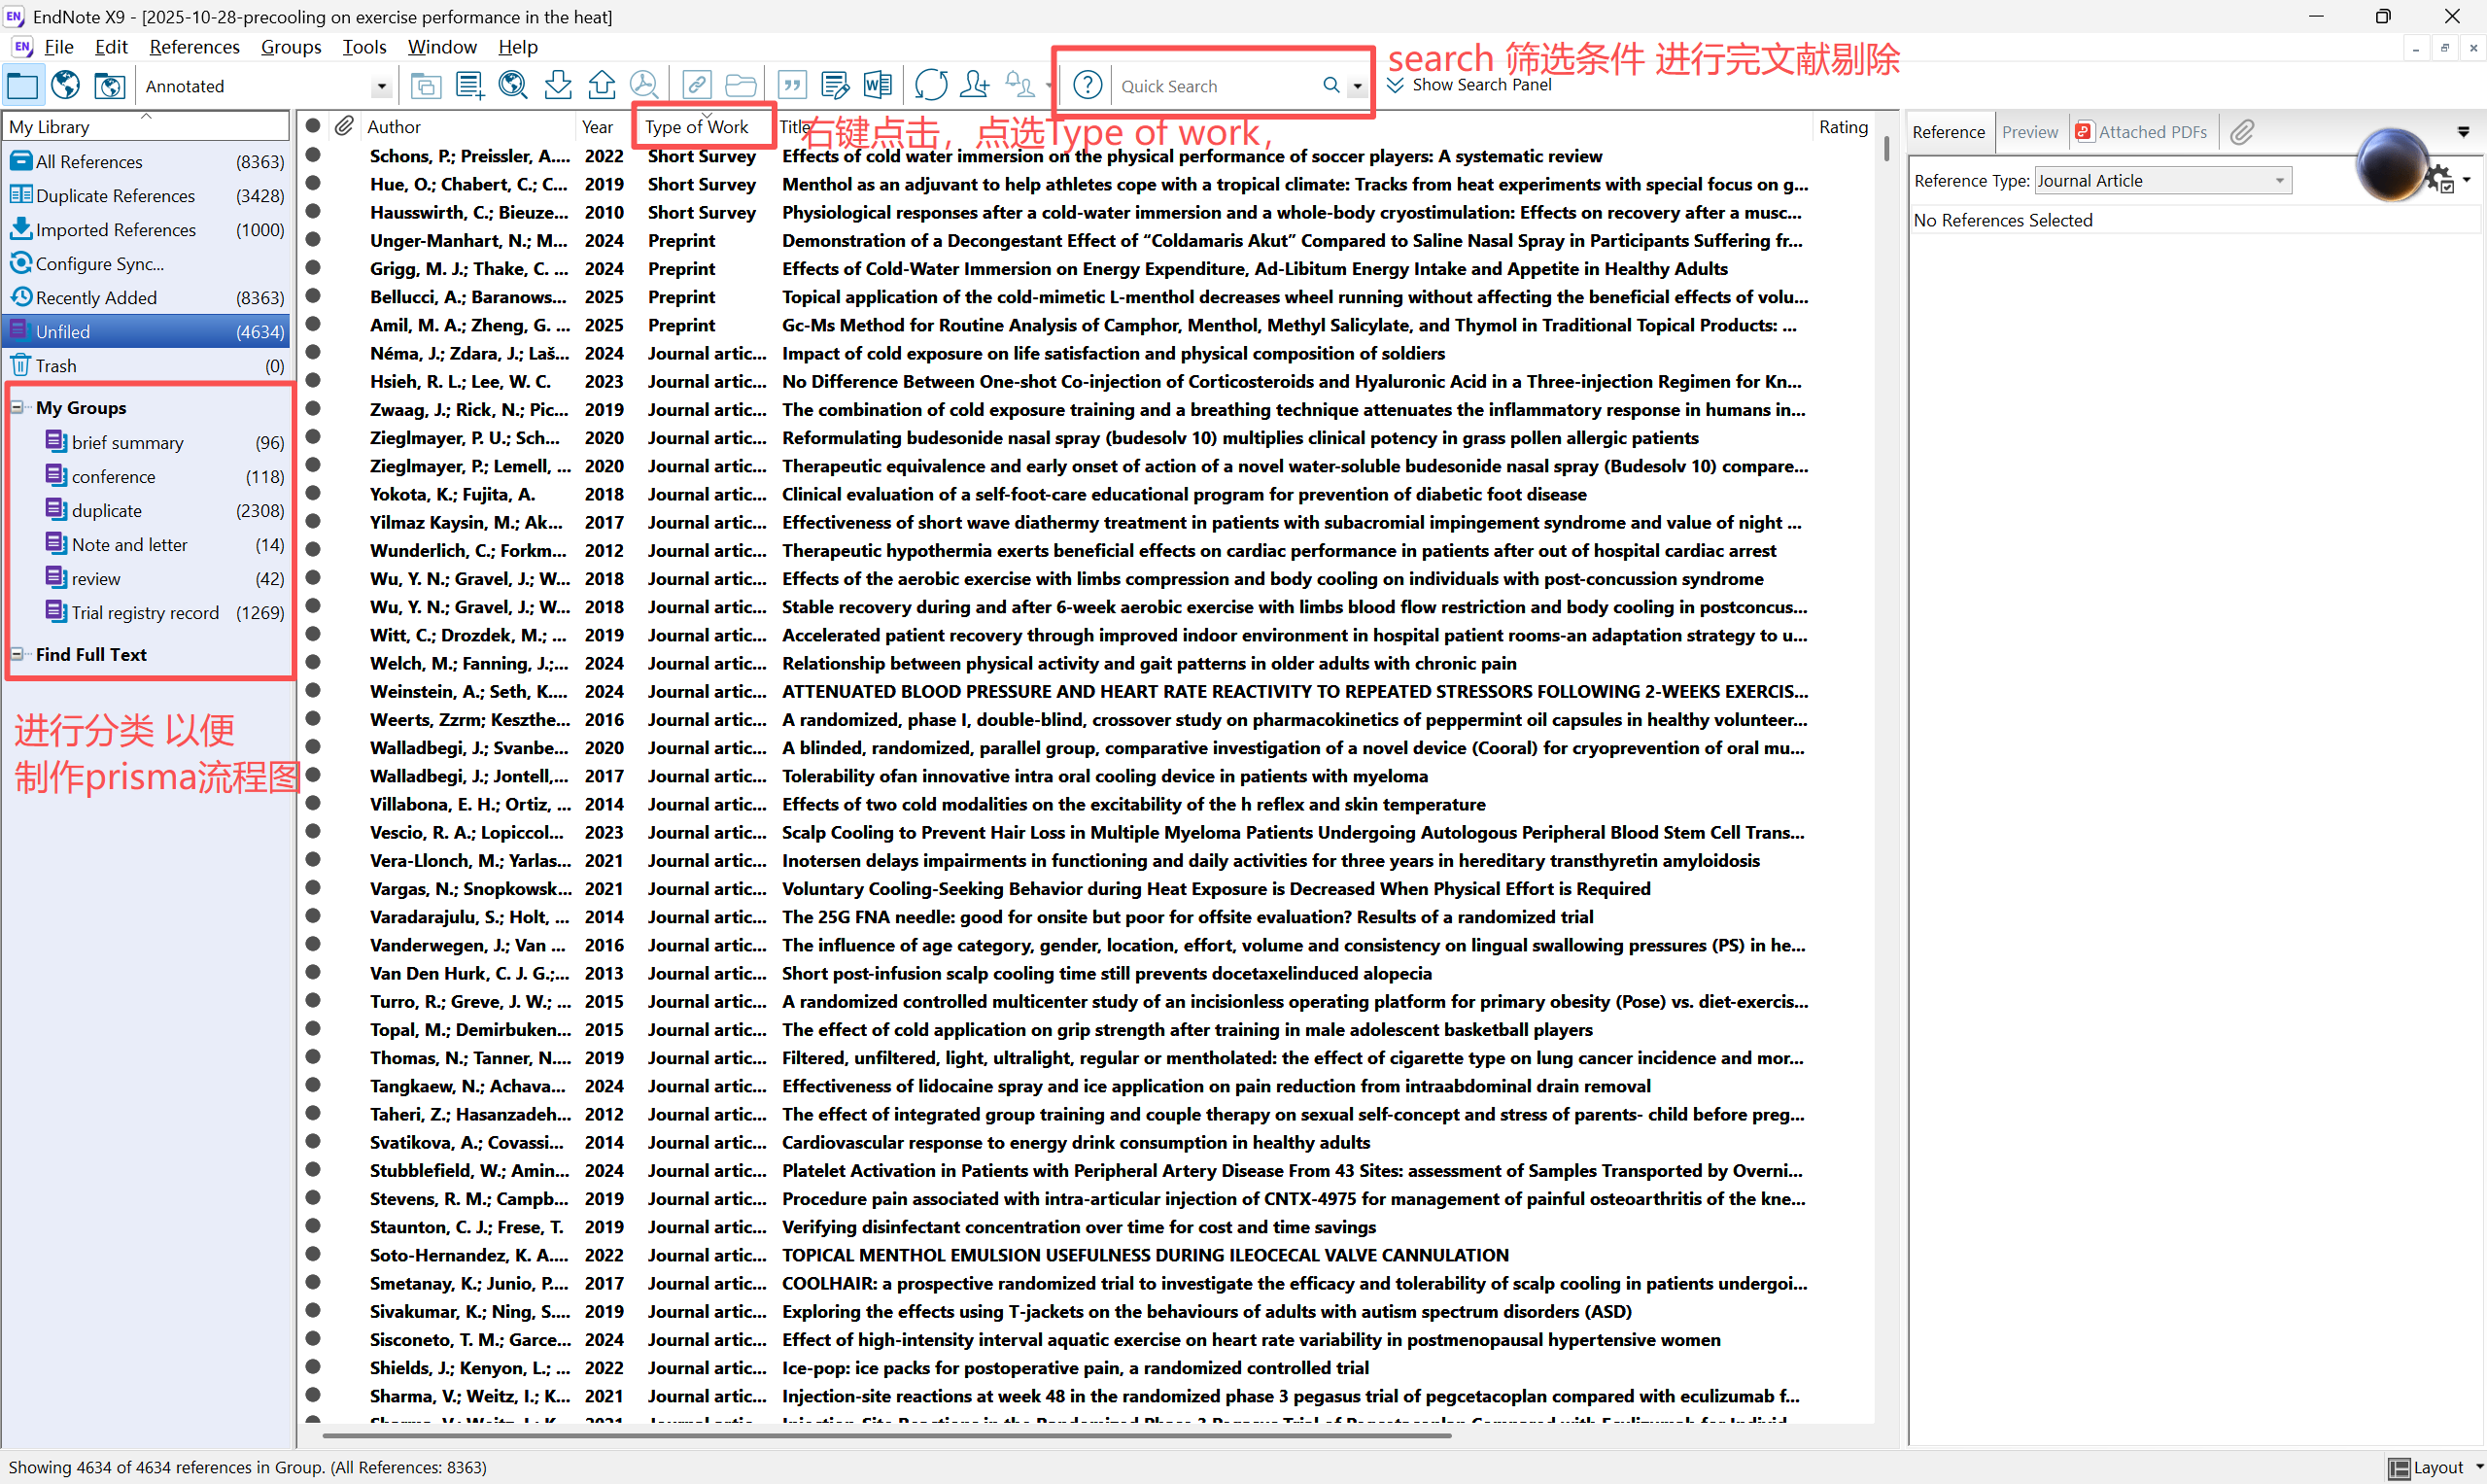 EndNote X9 - [2025-10-28-precooling on exercise performance in the heat]
File Edit References Groups Tools Window Help
search 筛选条件 进行完文献剔除
Annotated
Quick Search
Show Search Panel
My Library
All References (8363)
Duplicate References (3428)
Imported References (1000)
Configure Sync...
Recently Added (8363)
Unfiled (4634)
Trash (0)
My Groups
brief summary (96)
conference (118)
duplicate (2308)
Note and letter (14)
review (42)
Trial registry record (1269)
Find Full Text
进行分类 以便
制作prisma流程图
Author Year Type of Work Title Rating
右键点击，点选Type of work，
Schons, P.; Preissler, A.... 2022 Short Survey Effects of cold water immersion on the physical performance of soccer players: A systematic review
Hue, O.; Chabert, C.; C... 2019 Short Survey Menthol as an adjuvant to help athletes cope with a tropical climate: Tracks from heat experiments with special focus on g...
Hausswirth, C.; Bieuze... 2010 Short Survey Physiological responses after a cold-water immersion and a whole-body cryostimulation: Effects on recovery after a musc...
Unger-Manhart, N.; M... 2024 Preprint Demonstration of a Decongestant Effect of “Coldamaris Akut” Compared to Saline Nasal Spray in Participants Suffering fr...
Grigg, M. J.; Thake, C. ... 2024 Preprint Effects of Cold-Water Immersion on Energy Expenditure, Ad-Libitum Energy Intake and Appetite in Healthy Adults
Bellucci, A.; Baranows... 2025 Preprint Topical application of the cold-mimetic L-menthol decreases wheel running without affecting the beneficial effects of volu...
Amil, M. A.; Zheng, G. ... 2025 Preprint Gc-Ms Method for Routine Analysis of Camphor, Menthol, Methyl Salicylate, and Thymol in Traditional Topical Products: ...
Néma, J.; Zdara, J.; Laš... 2024 Journal artic... Impact of cold exposure on life satisfaction and physical composition of soldiers
Hsieh, R. L.; Lee, W. C. 2023 Journal artic... No Difference Between One-shot Co-injection of Corticosteroids and Hyaluronic Acid in a Three-injection Regimen for Kn...
Zwaag, J.; Rick, N.; Pic... 2019 Journal artic... The combination of cold exposure training and a breathing technique attenuates the inflammatory response in humans in...
Zieglmayer, P. U.; Sch... 2020 Journal artic... Reformulating budesonide nasal spray (budesolv 10) multiplies clinical potency in grass pollen allergic patients
Zieglmayer, P.; Lemell, ... 2020 Journal artic... Therapeutic equivalence and early onset of action of a novel water-soluble budesonide nasal spray (Budesolv 10) compare...
Yokota, K.; Fujita, A. 2018 Journal artic... Clinical evaluation of a self-foot-care educational program for prevention of diabetic foot disease
Yilmaz Kaysin, M.; Ak... 2017 Journal artic... Effectiveness of short wave diathermy treatment in patients with subacromial impingement syndrome and value of night ...
Wunderlich, C.; Forkm... 2012 Journal artic... Therapeutic hypothermia exerts beneficial effects on cardiac performance in patients after out of hospital cardiac arrest
Wu, Y. N.; Gravel, J.; W... 2018 Journal artic... Effects of the aerobic exercise with limbs compression and body cooling on individuals with post-concussion syndrome
Wu, Y. N.; Gravel, J.; W... 2018 Journal artic... Stable recovery during and after 6-week aerobic exercise with limbs blood flow restriction and body cooling in postconcus...
Witt, C.; Drozdek, M.; ... 2019 Journal artic... Accelerated patient recovery through improved indoor environment in hospital patient rooms-an adaptation strategy to u...
Welch, M.; Fanning, J.;... 2024 Journal artic... Relationship between physical activity and gait patterns in older adults with chronic pain
Weinstein, A.; Seth, K.... 2024 Journal artic... ATTENUATED BLOOD PRESSURE AND HEART RATE REACTIVITY TO REPEATED STRESSORS FOLLOWING 2-WEEKS EXERCIS...
Weerts, Zzrm; Keszthe... 2016 Journal artic... A randomized, phase I, double-blind, crossover study on pharmacokinetics of peppermint oil capsules in healthy volunteer...
Walladbegi, J.; Svanbe... 2020 Journal artic... A blinded, randomized, parallel group, comparative investigation of a novel device (Cooral) for cryoprevention of oral mu...
Walladbegi, J.; Jontell,... 2017 Journal artic... Tolerability ofan innovative intra oral cooling device in patients with myeloma
Villabona, E. H.; Ortiz, ... 2014 Journal artic... Effects of two cold modalities on the excitability of the h reflex and skin temperature
Vescio, R. A.; Lopiccol... 2023 Journal artic... Scalp Cooling to Prevent Hair Loss in Multiple Myeloma Patients Undergoing Autologous Peripheral Blood Stem Cell Trans...
Vera-Llonch, M.; Yarlas... 2021 Journal artic... Inotersen delays impairments in functioning and daily activities for three years in hereditary transthyretin amyloidosis
Vargas, N.; Snopkowsk... 2021 Journal artic... Voluntary Cooling-Seeking Behavior during Heat Exposure is Decreased When Physical Effort is Required
Varadarajulu, S.; Holt, ... 2014 Journal artic... The 25G FNA needle: good for onsite but poor for offsite evaluation? Results of a randomized trial
Vanderwegen, J.; Van ... 2016 Journal artic... The influence of age category, gender, location, effort, volume and consistency on lingual swallowing pressures (PS) in he...
Van Den Hurk, C. J. G.;... 2013 Journal artic... Short post-infusion scalp cooling time still prevents docetaxelinduced alopecia
Turro, R.; Greve, J. W.; ... 2015 Journal artic... A randomized controlled multicenter study of an incisionless operating platform for primary obesity (Pose) vs. diet-exercis...
Topal, M.; Demirbuken... 2015 Journal artic... The effect of cold application on grip strength after training in male adolescent basketball players
Thomas, N.; Tanner, N.... 2019 Journal artic... Filtered, unfiltered, light, ultralight, regular or mentholated: the effect of cigarette type on lung cancer incidence and mor...
Tangkaew, N.; Achava... 2024 Journal artic... Effectiveness of lidocaine spray and ice application on pain reduction from intraabdominal drain removal
Taheri, Z.; Hasanzadeh... 2012 Journal artic... The effect of integrated group training and couple therapy on sexual self-concept and stress of parents- child before preg...
Svatikova, A.; Covassi... 2014 Journal artic... Cardiovascular response to energy drink consumption in healthy adults
Stubblefield, W.; Amin... 2024 Journal artic... Platelet Activation in Patients with Peripheral Artery Disease From 43 Sites: assessment of Samples Transported by Overni...
Stevens, R. M.; Campb... 2019 Journal artic... Procedure pain associated with intra-articular injection of CNTX-4975 for management of painful osteoarthritis of the kne...
Staunton, C. J.; Frese, T. 2019 Journal artic... Verifying disinfectant concentration over time for cost and time savings
Soto-Hernandez, K. A.... 2022 Journal artic... TOPICAL MENTHOL EMULSION USEFULNESS DURING ILEOCECAL VALVE CANNULATION
Smetanay, K.; Junio, P.... 2017 Journal artic... COOLHAIR: a prospective randomized trial to investigate the efficacy and tolerability of scalp cooling in patients undergoi...
Sivakumar, K.; Ning, S.... 2019 Journal artic... Exploring the effects using T-jackets on the behaviours of adults with autism spectrum disorders (ASD)
Sisconeto, T. M.; Garce... 2024 Journal artic... Effect of high-intensity interval aquatic exercise on heart rate variability in postmenopausal hypertensive women
Shields, J.; Kenyon, L.; ... 2022 Journal artic... Ice-pop: ice packs for postoperative pain, a randomized controlled trial
Sharma, V.; Weitz, I.; K... 2021 Journal artic... Injection-site reactions at week 48 in the randomized phase 3 pegasus trial of pegcetacoplan compared with eculizumab f...
Reference Preview Attached PDFs
Reference Type: Journal Article
No References Selected
Showing 4634 of 4634 references in Group. (All References: 8363)
Layout